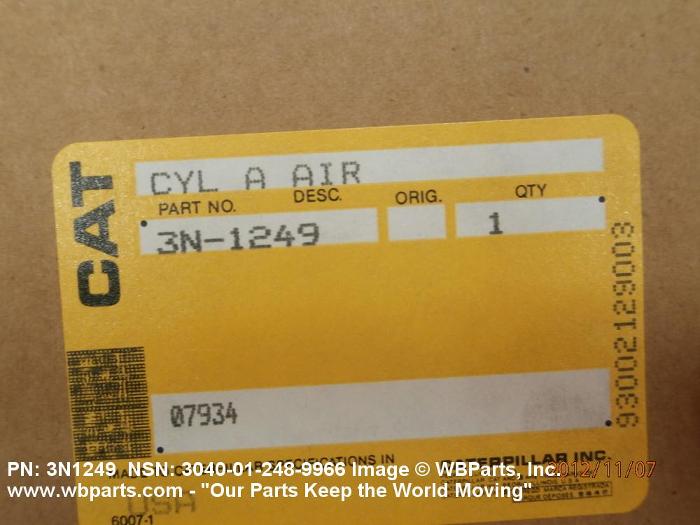 CAT
CYL A AIR
PART NO. DESC. ORIG. QTY
3N-1249 1
93002129003
07934
SPECIFICATIONS IN
CATERPILLAR INC.
USA
6007-1
2012/11/07
PN: 3N1249 NSN: 3040-01-248-9966 Image © WBParts, Inc.
www.wbparts.com - "Our Parts Keep the World Moving"